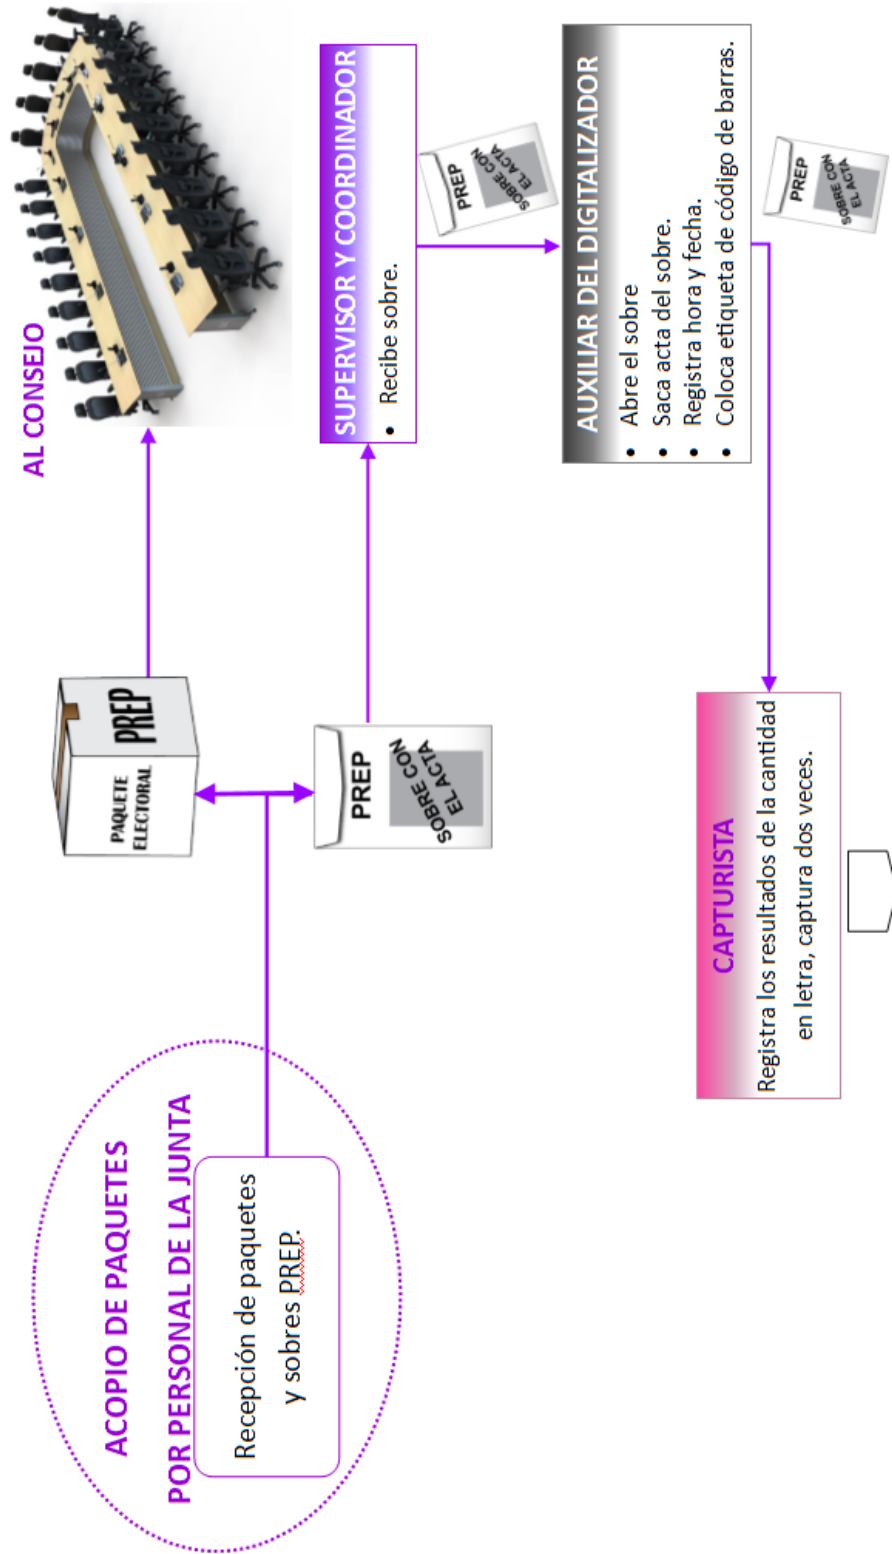 ACOPIO DE PAQUETES
POR PERSONAL DE LA JUNTA
Recepción de paquetes
y sobres PREP.
PAQUETE
ELECTORAL
PREP
AL CONSEJO
PREP
SOBRE CON
EL ACTA
SUPERVISOR Y COORDINADOR
• Recibe sobre.
PREP
SOBRE CON
EL ACTA
AUXILIAR DEL DIGITALIZADOR
• Abre el sobre
• Saca acta del sobre.
• Registra hora y fecha.
• Coloca etiqueta de código de barras.
PREP
SOBRE CON
EL ACTA
CAPTURISTA
Registra los resultados de la cantidad
en letra, captura dos veces.